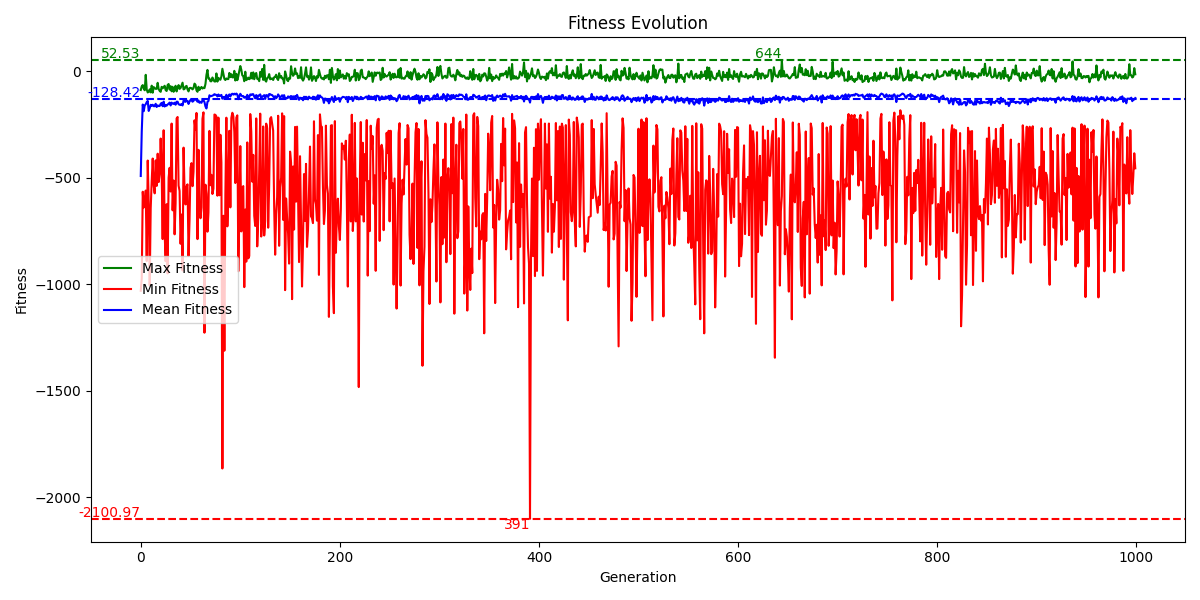 Fitness Evolution
52.53
644
0
-128.42
−500
−1000
−1500
−2000
-2100.97
391
Fitness
Max Fitness
Min Fitness
Mean Fitness
0
200
400
600
800
1000
Generation